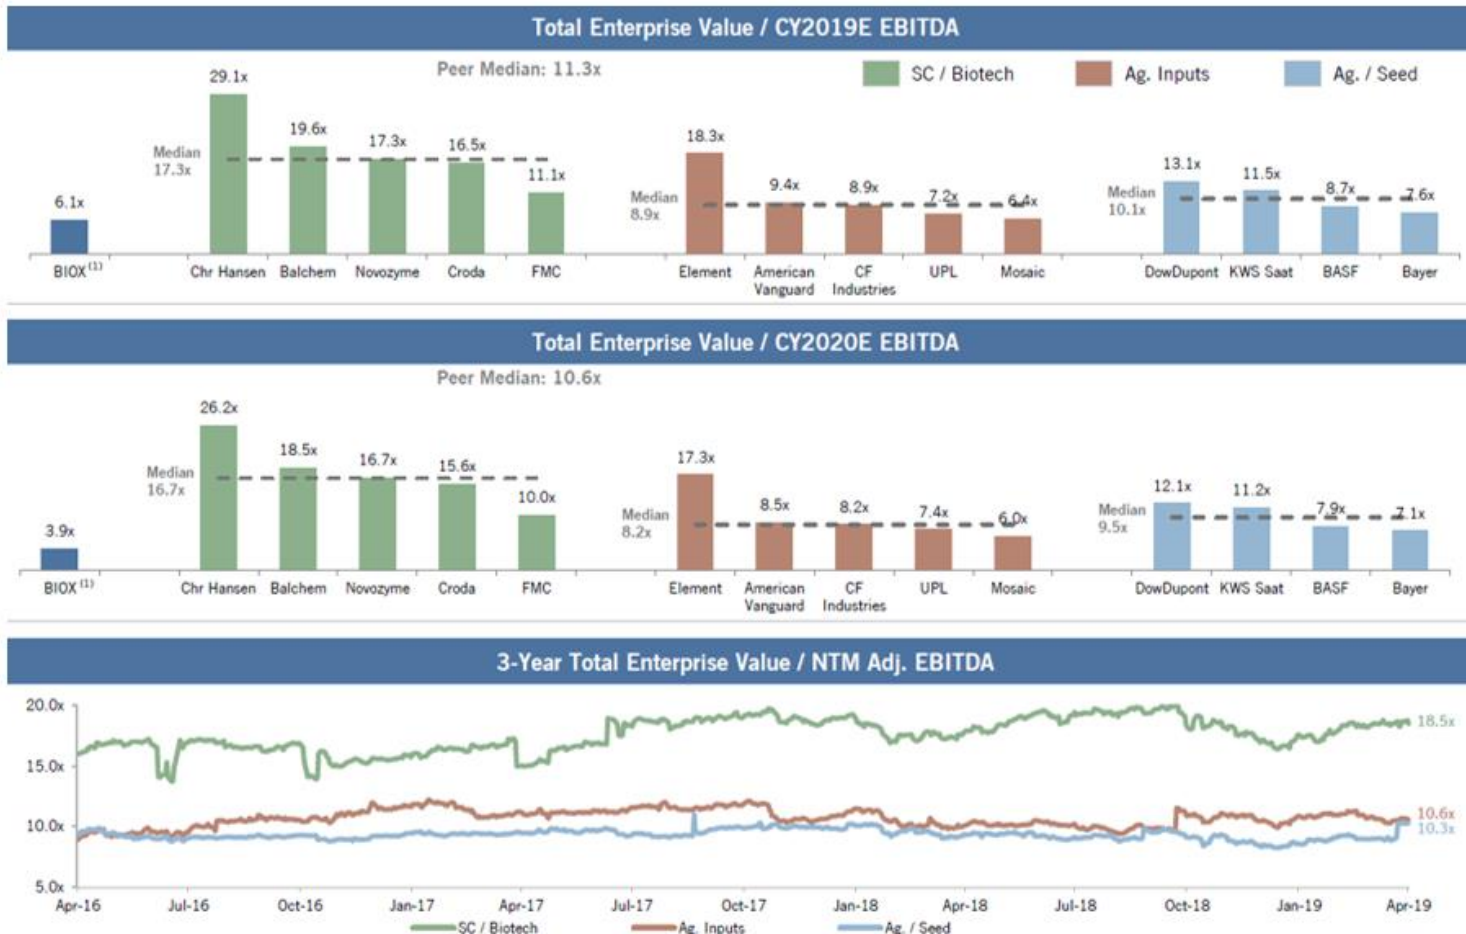 Total Enterprise Value / CY2019E EBITDA
Peer Median: 11.3x
SC / Biotech
Ag. Inputs
Ag. / Seed
6.1x
Median
17.3x
29.1x
19.6x
17.3x
16.5x
11.1x
Median
8.9x
18.3x
9.4x
8.9x
7.2x
6.4x
Median
10.1x
13.1x
11.5x
8.7x
7.6x
BIOX (1)
Chr Hansen
Balchem
Novozyme
Croda
FMC
Element
American
Vanguard
CF
Industries
UPL
Mosaic
DowDupont
KWS Saat
BASF
Bayer
Total Enterprise Value / CY2020E EBITDA
Peer Median: 10.6x
3.9x
Median
16.7x
26.2x
18.5x
16.7x
15.6x
10.0x
Median
8.2x
17.3x
8.5x
8.2x
7.4x
6.0x
Median
9.5x
12.1x
11.2x
7.9x
7.1x
BIOX (1)
Chr Hansen
Balchem
Novozyme
Croda
FMC
Element
American
Vanguard
CF
Industries
UPL
Mosaic
DowDupont
KWS Saat
BASF
Bayer
3-Year Total Enterprise Value / NTM Adj. EBITDA
20.0x
15.0x
10.0x
5.0x
18.5x
10.6x
10.3x
Apr-16
Jul-16
Oct-16
Jan-17
Apr-17
Jul-17
Oct-17
Jan-18
Apr-18
Jul-18
Oct-18
Jan-19
Apr-19
SC / Biotech
Ag. Inputs
Ag. / Seed